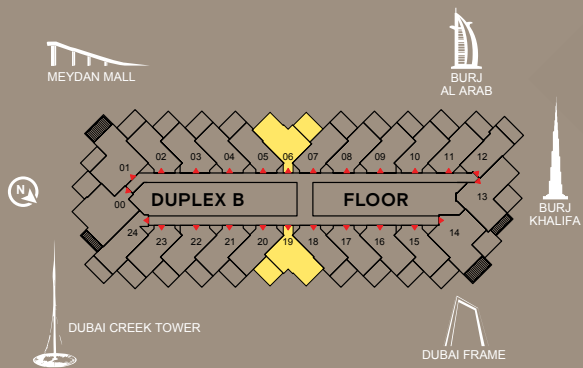 MEYDAN MALL
BURJ
AL ARAB
02 03 04 05 06 07 08 09 10 11 12
01
N
00
DUPLEX B FLOOR
13
BURJ
KHALIFA
24
14
23 22 21 20 19 18 17 16 15
DUBAI CREEK TOWER
DUBAI FRAME